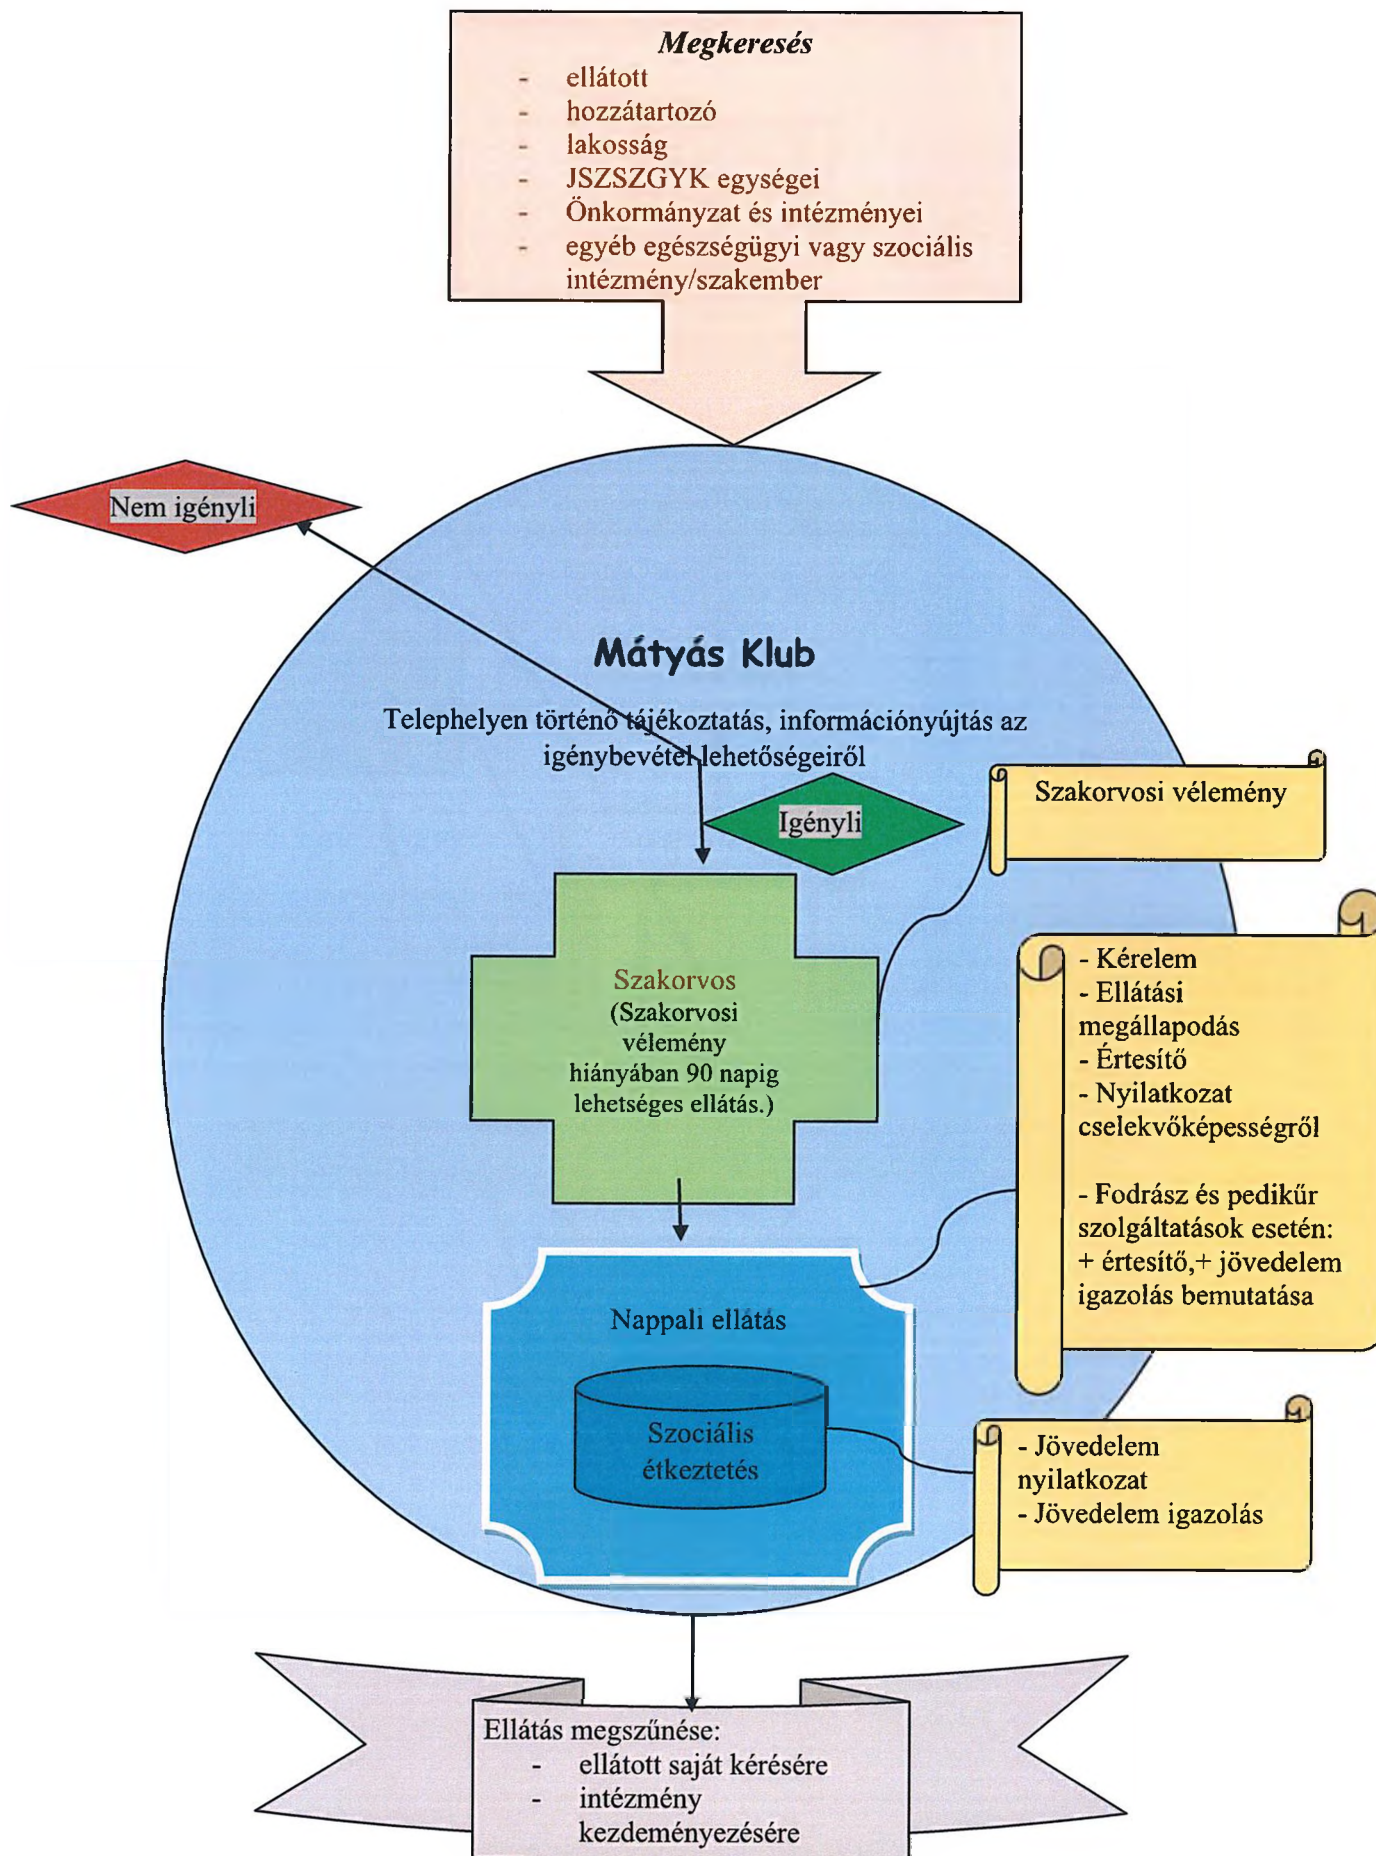 Megkeresés
- ellátott
- hozzátartozó
- lakosság
- JSZSZGYK egységei
- Önkormányzat és intézményei
- egyéb egészségügyi vagy szociális
intézmény/szakember
Nem igényli
Mátyás Klub
Telephelyen történő tájékoztatás, információnyújtás az
igénybevétel lehetőségeiről
Igényli
Szakorvosi vélemény
Szakorvos
(Szakorvosi
vélemény
hiányában 90 napig
lehetséges ellátás.)
- Kérelem
- Ellátási
megállapodás
- Értesítő
- Nyilatkozat
cselekvőképességről
- Fodrász és pedikűr
szolgáltatások esetén:
+ értesítő,+ jövedelem
igazolás bemutatása
Nappali ellátás
Szociális
étkeztetés
- Jövedelem
nyilatkozat
- Jövedelem igazolás
Ellátás megszűnése:
- ellátott saját kérésére
- intézmény
kezdeményezésére